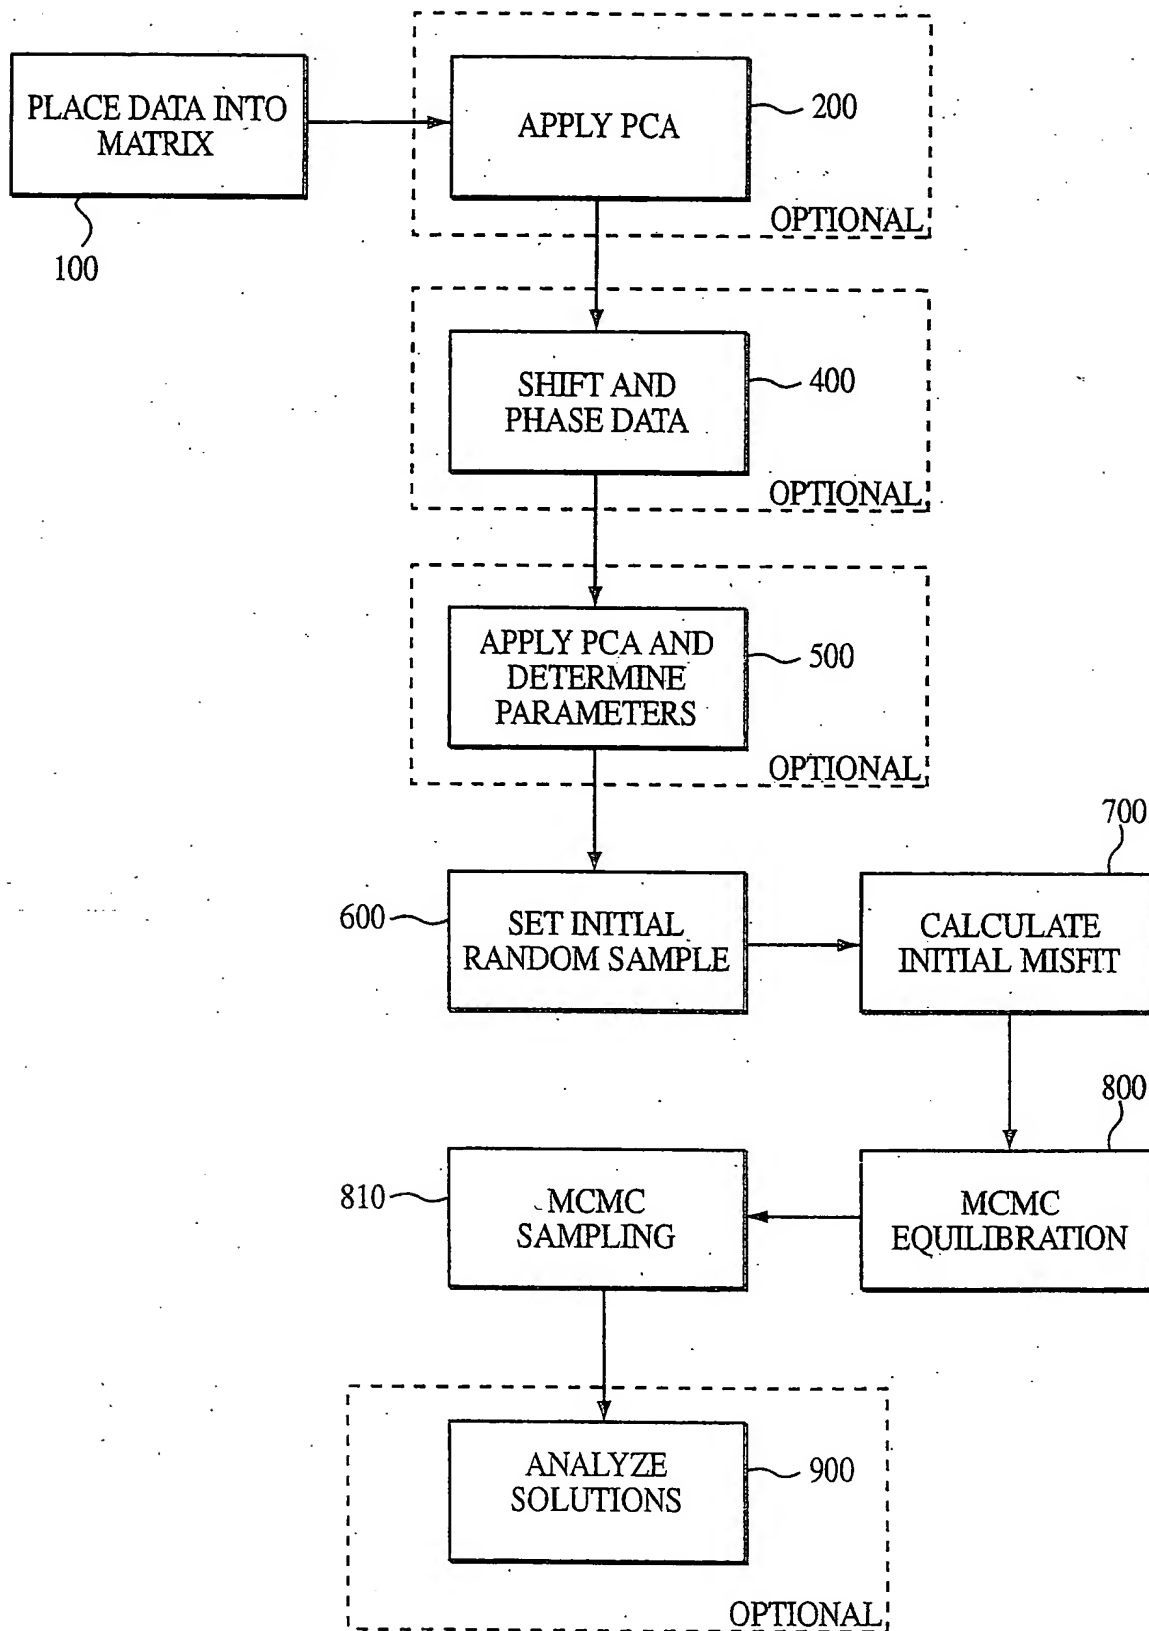 PLACE DATA INTO
MATRIX
100
APPLY PCA
200
OPTIONAL
SHIFT AND
PHASE DATA
400
OPTIONAL
APPLY PCA AND
DETERMINE
PARAMETERS
500
OPTIONAL
600
SET INITIAL
RANDOM SAMPLE
700
CALCULATE
INITIAL MISFIT
800
MCMC
EQUILIBRATION
810
MCMC
SAMPLING
ANALYZE
SOLUTIONS
900
OPTIONAL